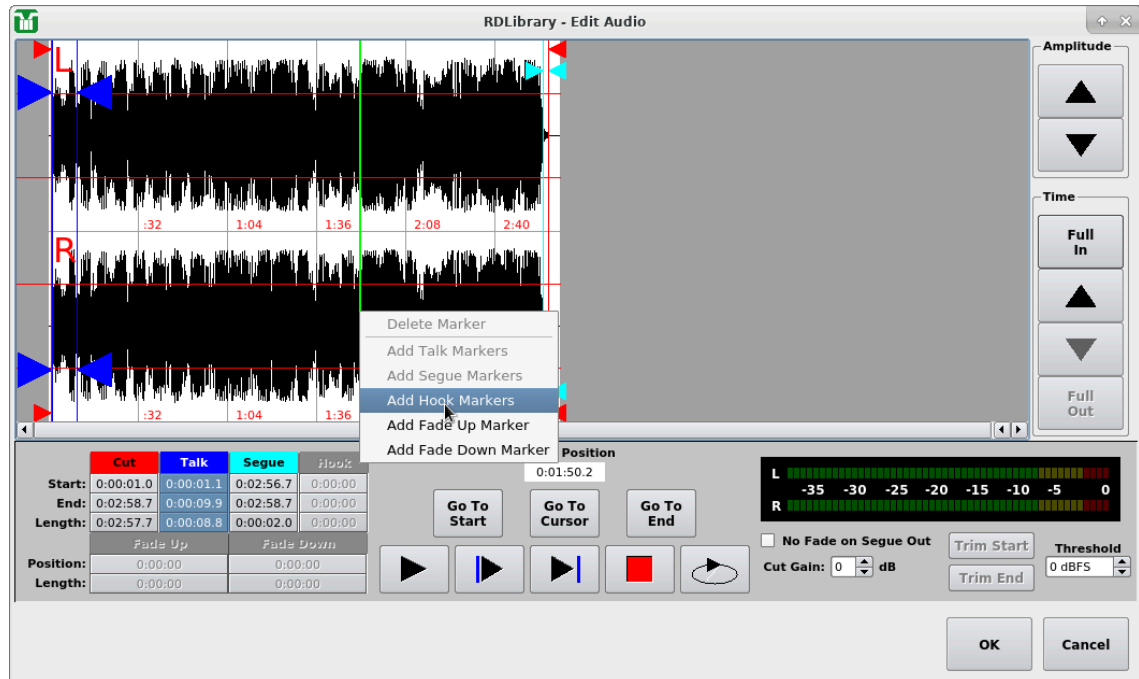 RDLibrary - Edit Audio
Amplitude
L
:32 1:04 1:36 2:08 2:40
R
:32 1:04 1:36
Delete Marker
Add Talk Markers
Add Segue Markers
Add Hook Markers
Add Fade Up Marker
Add Fade Down Marker
Time
Full
In
Full
Out
Cut Talk Segue Hook
Start: 0:00:01.0 0:00:01.1 0:02:56.7 0:00:00
End: 0:02:58.7 0:00:09.9 0:02:58.7 0:00:00
Length: 0:02:57.7 0:00:08.8 0:00:02.0 0:00:00
Fade Up Fade Down
Position: 0:00:00 0:00:00
Length: 0:00:00 0:00:00
Position
0:01:50.2
Go To
Start
Go To
Cursor
Go To
End
L
-35 -30 -25 -20 -15 -10 -5 0
R
No Fade on Segue Out
Cut Gain: 0 dB
Trim Start
Trim End
Threshold
0 dBFS
OK
Cancel